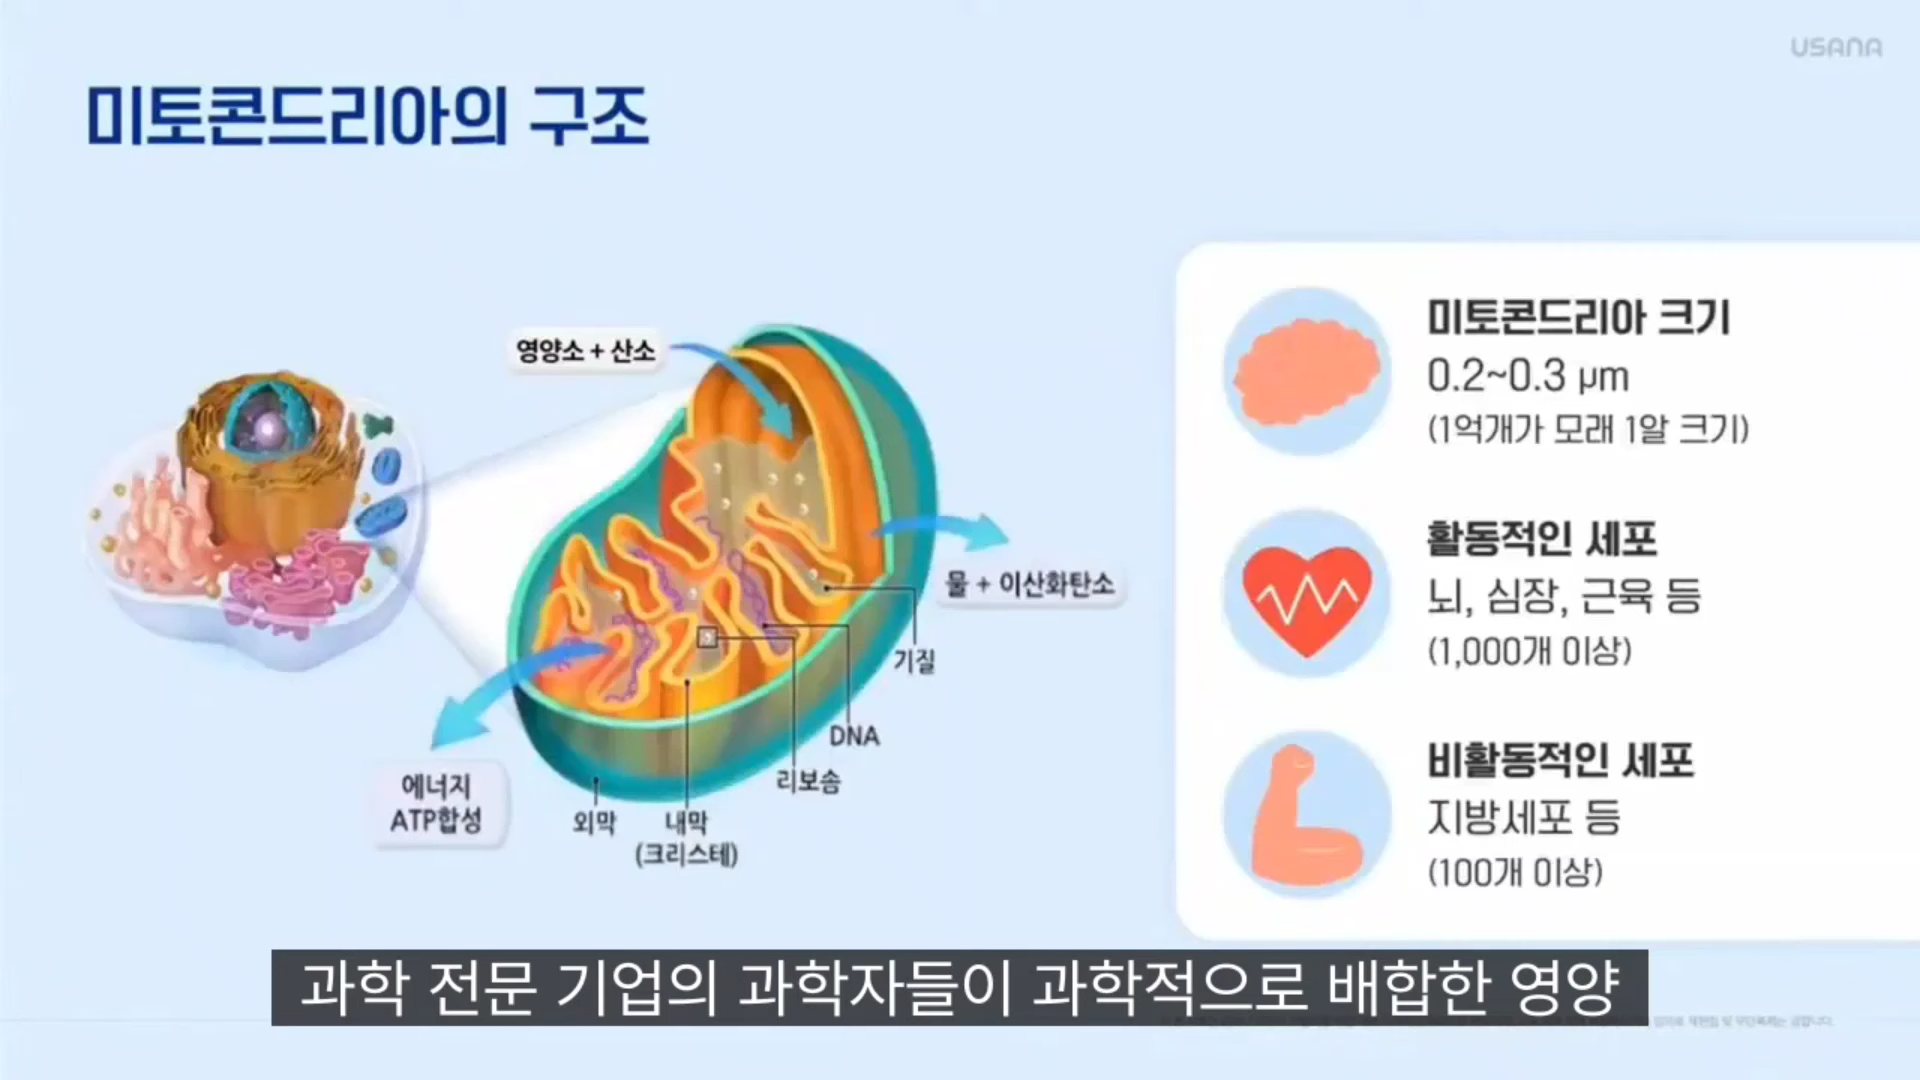 USANA
미토콘드리아의 구조
영양소 + 산소
물 + 이산화탄소
기질
DNA
리보솜
에너지
ATP합성
외막
내막
(크리스테)
미토콘드리아 크기
0.2~0.3 μm
(1억개가 모래 1알 크기)
활동적인 세포
뇌, 심장, 근육 등
(1,000개 이상)
비활동적인 세포
지방세포 등
(100개 이상)
과학 전문 기업의 과학자들이 과학적으로 배합한 영양